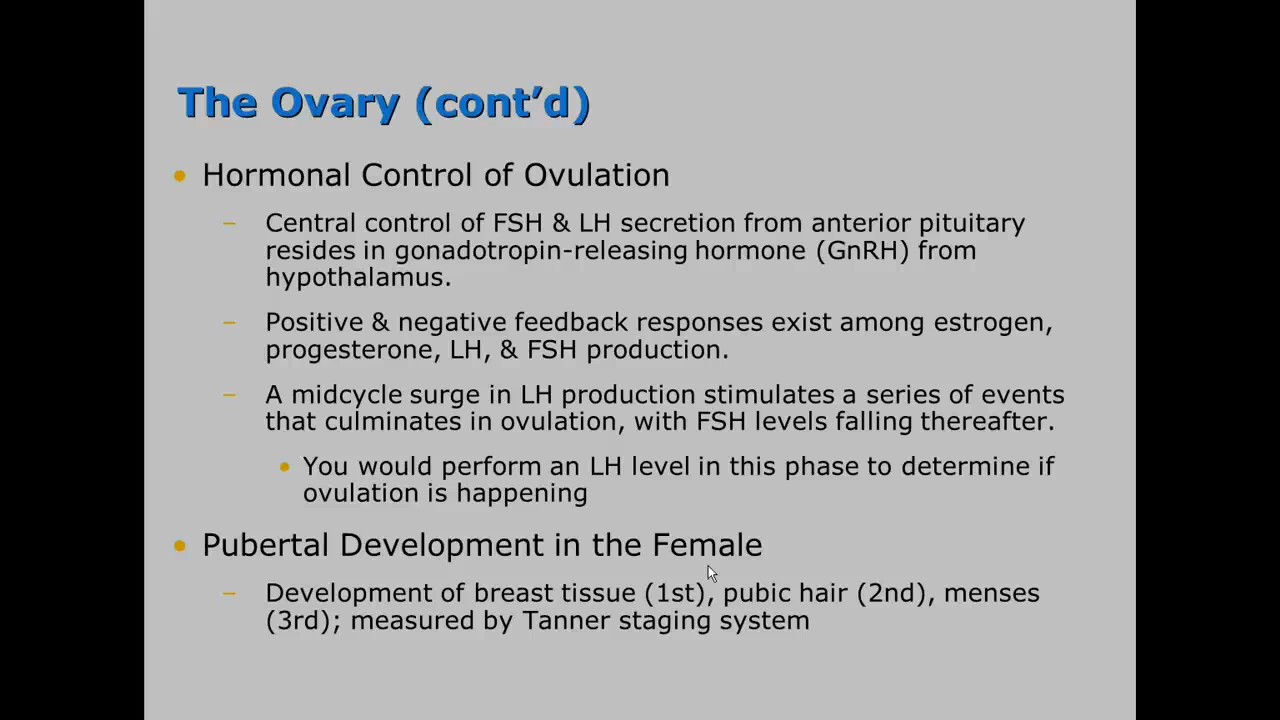 The Ovary (cont’d)
• Hormonal Control of Ovulation
– Central control of FSH & LH secretion from anterior pituitary
resides in gonadotropin-releasing hormone (GnRH) from
hypothalamus.
– Positive & negative feedback responses exist among estrogen,
progesterone, LH, & FSH production.
– A midcycle surge in LH production stimulates a series of events
that culminates in ovulation, with FSH levels falling thereafter.
• You would perform an LH level in this phase to determine if
ovulation is happening
• Pubertal Development in the Female
– Development of breast tissue (1st), pubic hair (2nd), menses
(3rd); measured by Tanner staging system